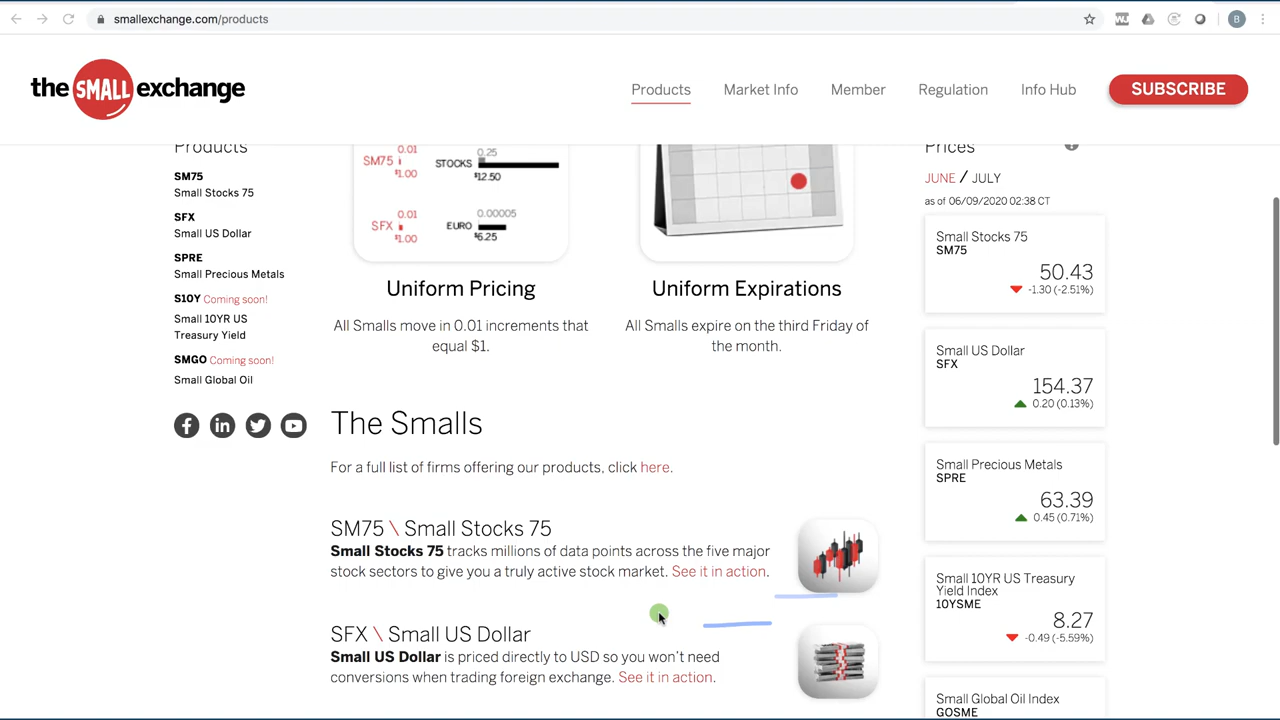 smallexchange.com/products
B
the SMALL exchange
Products
Market Info
Member
Regulation
Info Hub
SUBSCRIBE
Products
SM75
Small Stocks 75
SFX
Small US Dollar
SPRE
Small Precious Metals
S10Y Coming soon!
Small 10YR US
Treasury Yield
SMGO Coming soon!
Small Global Oil
0.01
SM75
$1.00
0.25
STOCKS
$12.50
0.01
SFX
$1.00
0.00005
EURO
$6.25
Uniform Pricing
All Smalls move in 0.01 increments that
equal $1.
Uniform Expirations
All Smalls expire on the third Friday of
the month.
The Smalls
For a full list of firms offering our products, click here.
SM75 \ Small Stocks 75
Small Stocks 75 tracks millions of data points across the five major
stock sectors to give you a truly active stock market. See it in action.
SFX \ Small US Dollar
Small US Dollar is priced directly to USD so you won't need
conversions when trading foreign exchange. See it in action.
Prices
JUNE / JULY
as of 06/09/2020 02:38 CT
Small Stocks 75
SM75
50.43
-1.30 (-2.51%)
Small US Dollar
SFX
154.37
0.20 (0.13%)
Small Precious Metals
SPRE
63.39
0.45 (0.71%)
Small 10YR US Treasury
Yield Index
10YSME
8.27
-0.49 (-5.59%)
Small Global Oil Index
GOSME